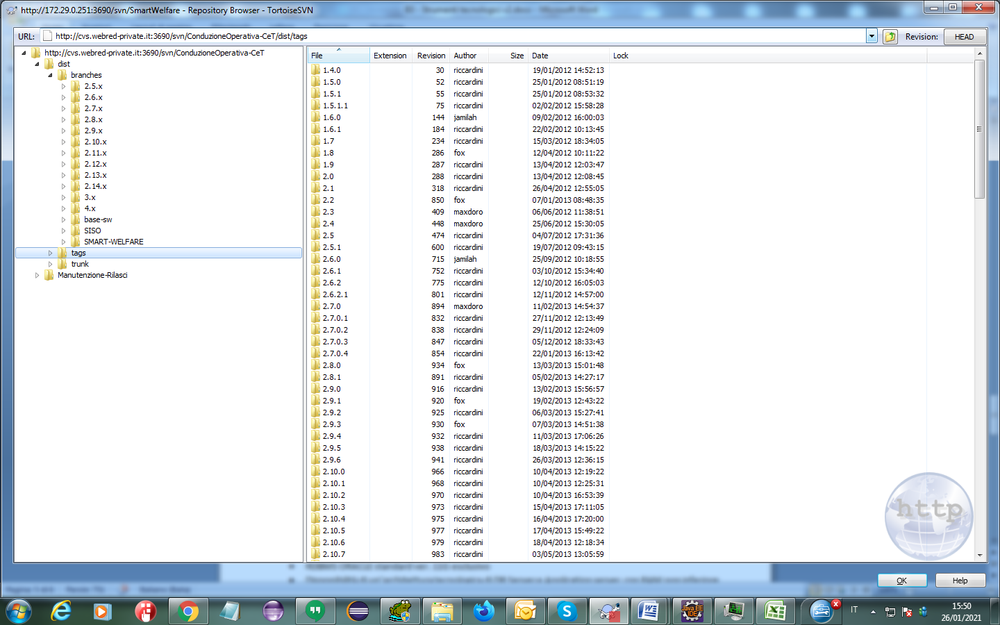 http://172.29.0.251:3690/svn/SmartWelfare - Repository Browser - TortoiseSVN
URL: http://cvs.webred-private.it:3690/svn/ConduzioneOperativa-CeT/dist/tags Revision: HEAD
http://cvs.webred-private.it:3690/svn/ConduzioneOperativa-CeT
dist
branches
2.5.x
2.6.x
2.7.x
2.8.x
2.9.x
2.10.x
2.11.x
2.12.x
2.13.x
2.14.x
3.x
4.x
base-sw
SISO
SMART-WELFARE
tags
trunk
Manutenzione-Rilasci
File Extension Revision Author Size Date Lock
1.4.0 30 riccardini 19/01/2012 14:52:13
1.5.0 52 riccardini 25/01/2012 08:51:19
1.5.1 55 riccardini 25/01/2012 08:53:32
1.5.1.1 75 riccardini 02/02/2012 15:58:28
1.6.0 144 jamilah 09/02/2012 16:00:03
1.6.1 184 riccardini 22/02/2012 10:13:45
1.7 234 riccardini 15/03/2012 18:34:05
1.8 286 fox 12/04/2012 10:11:22
1.9 287 riccardini 13/04/2012 12:03:47
2.0 288 riccardini 13/04/2012 12:08:45
2.1 318 riccardini 26/04/2012 12:55:05
2.2 850 fox 07/01/2013 08:48:35
2.3 409 maxdoro 06/06/2012 11:38:51
2.4 448 maxdoro 25/06/2012 15:30:05
2.5 474 riccardini 04/07/2012 17:31:36
2.5.1 600 riccardini 19/07/2012 09:43:15
2.6.0 715 jamilah 25/09/2012 10:18:55
2.6.1 752 riccardini 03/10/2012 15:34:40
2.6.2 775 riccardini 12/10/2012 16:05:03
2.6.2.1 801 riccardini 12/11/2012 14:57:00
2.7.0 894 maxdoro 11/02/2013 14:54:37
2.7.0.1 832 riccardini 27/11/2012 12:13:49
2.7.0.2 838 riccardini 29/11/2012 12:24:09
2.7.0.3 847 riccardini 05/12/2012 18:33:43
2.7.0.4 854 riccardini 22/01/2013 16:13:42
2.8.0 934 fox 13/03/2013 15:01:48
2.8.1 891 riccardini 05/02/2013 14:27:17
2.9.0 916 riccardini 13/02/2013 15:56:57
2.9.1 920 fox 19/02/2013 12:43:22
2.9.2 925 riccardini 06/03/2013 15:27:41
2.9.3 930 fox 07/03/2013 14:51:38
2.9.4 932 riccardini 11/03/2013 17:06:26
2.9.5 938 riccardini 18/03/2013 14:15:22
2.9.6 941 riccardini 26/03/2013 12:36:15
2.10.0 966 riccardini 10/04/2013 12:19:22
2.10.1 968 riccardini 10/04/2013 12:25:31
2.10.2 970 riccardini 10/04/2013 16:53:39
2.10.3 973 riccardini 15/04/2013 17:11:05
2.10.4 975 riccardini 16/04/2013 17:20:00
2.10.5 977 riccardini 17/04/2013 15:49:22
2.10.6 979 riccardini 18/04/2013 12:18:34
2.10.7 983 riccardini 03/05/2013 13:05:59
http
OK Help
Java EE
IDE
IT
15:50
26/01/2021